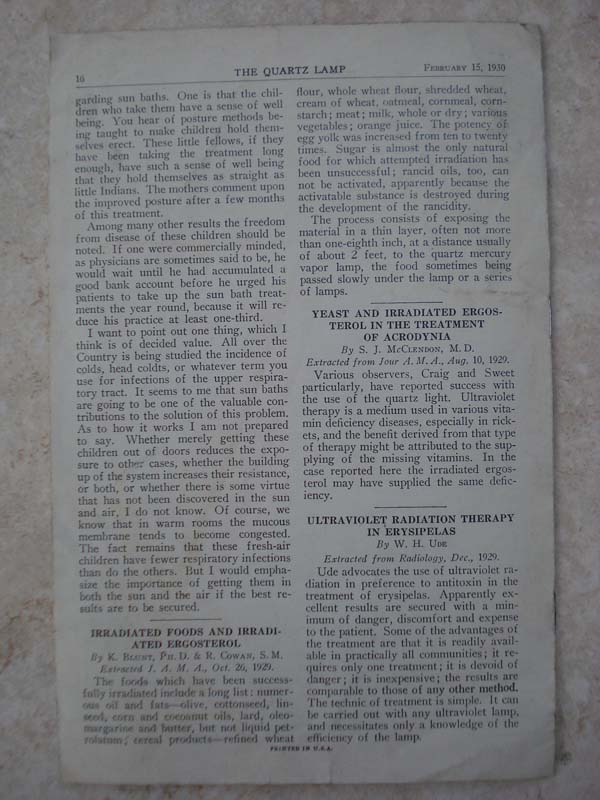 16
THE QUARTZ LAMP
FEBRUARY 15, 1930
garding sun baths. One is that the chil-
dren who take them have a sense of well
being. You hear of posture methods be-
ing taught to make children hold them-
selves erect. These little fellows, if they
have been taking the treatment long
enough, have such a sense of well being
that they hold themselves as straight as
little Indians. The mothers comment upon
the improved posture after a few months
of this treatment.
Among many other results the freedom
from disease of these children should be
noted. If one were commercially minded,
as physicians are sometimes said to be, he
would wait until he had accumulated a
good bank account before he urged his
patients to take up the sun bath treat-
ments the year round, because it will re-
duce his practice at least one-third.
I want to point out one thing, which I
think is of decided value. All over the
Country is being studied the incidence of
colds, head coldts, or whatever term you
use for infections of the upper respira-
tory tract. It seems to me that sun baths
are going to be one of the valuable con-
tributions to the solution of this problem.
As to how it works I am not prepared
to say. Whether merely getting these
children out of doors reduces the expo-
sure to other cases, whether the building
up of the system increases their resistance,
or both, or whether there is some virtue
that has not been discovered in the sun
and air, I do not know. Of course, we
know that in warm rooms the mucous
membrane tends to become congested.
The fact remains that these fresh-air
children have fewer respiratory infections
than do the others. But I would empha-
size the importance of getting them in
both the sun and the air if the best re-
sults are to be secured.
IRRADIATED FOODS AND IRRADI-
ATED ERGOSTEROL
By K. BLUNT, PH. D. & R. COWAN, S. M.
Extracted J. A. M. A., Oct. 26, 1929.
The foods which have been success-
fully irradiated include a long list: numer-
ous oil and fats—olive, cottonseed, lin-
seed, corn and cocoanut oils, lard, oleo-
margarine and butter, but not liquid pet-
rolatum; cereal products—refined wheat
flour, whole wheat flour, shredded wheat,
cream of wheat, oatmeal, cornmeal, corn-
starch; meat; milk, whole or dry; various
vegetables; orange juice. The potency of
egg yolk was increased from ten to twenty
times. Sugar is almost the only natural
food for which attempted irradiation has
been unsuccessful; rancid oils, too, can
not be activated, apparently because the
activatable substance is destroyed during
the development of the rancidity.
The process consists of exposing the
material in a thin layer, often not more
than one-eighth inch, at a distance usually
of about 2 feet, to the quartz mercury
vapor lamp, the food sometimes being
passed slowly under the lamp or a series
of lamps.
YEAST AND IRRADIATED ERGOS-
TEROL IN THE TREATMENT
OF ACRODYNIA
By S. J. MCCLENDON, M. D.
Extracted from Jour A. M. A., Aug. 10, 1929.
Various observers, Craig and Sweet
particularly, have reported success with
the use of the quartz light. Ultraviolet
therapy is a medium used in various vita-
min deficiency diseases, especially in rick-
ets, and the benefit derived from that type
of therapy might be attributed to the sup-
plying of the missing vitamins. In the
case reported here the irradiated ergos-
terol may have supplied the same defic-
iency.
ULTRAVIOLET RADIATION THERAPY
IN ERYSIPELAS
By W. H. UDE
Extracted from Radiology, Dec., 1929.
Ude advocates the use of ultraviolet ra-
diation in preference to antitoxin in the
treatment of erysipelas. Apparently ex-
cellent results are secured with a min-
imum of danger, discomfort and expense
to the patient. Some of the advantages of
the treatment are that it is readily avail-
able in practically all communities; it re-
quires only one treatment; it is devoid of
danger; it is inexpensive; the results are
comparable to those of any other method.
The technic of treatment is simple. It can
be carried out with any ultraviolet lamp,
and necessitates only a knowledge of the
efficiency of the lamp.
PRINTED IN U.S.A.